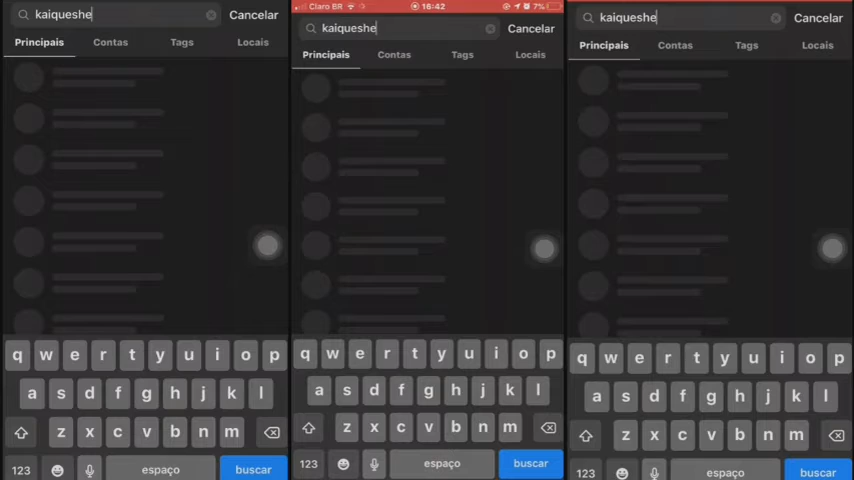 kaiqueshe Cancelar
Principais Contas Tags Locais
q w e r t y u i o p
a s d f g h j k l
z x c v b n m
123 espaço buscar
Claro BR 16:42 7%
kaiqueshe Cancelar
Principais Contas Tags Locais
q w e r t y u i o p
a s d f g h j k l
z x c v b n m
123 espaço buscar
kaiqueshe Cancelar
Principais Contas Tags Locais
q w e r t y u i o p
a s d f g h j k l
z x c v b n m
123 espaço buscar